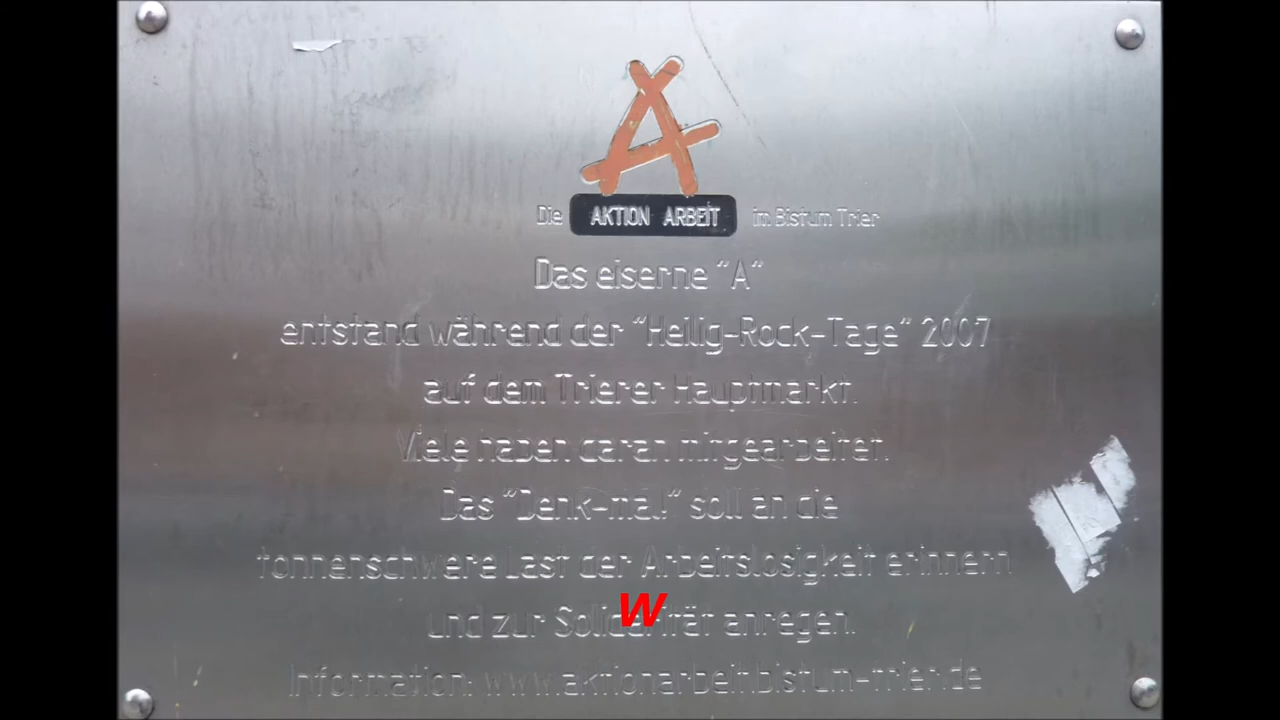 A
Die AKTION ARBEIT im Bistum Trier
Das eiserne "A"
entstand während der "Heilig-Rock-Tage" 2007
auf dem Trierer Hauptmarkt.
Viele haben daran mitgearbeitet.
Das "Denk-mal!" soll an die
tonnenschwere Last der Arbeitslosigkeit erinnern
und zur Solidarität anregen.
W
Information: www.aktionarbeit.bistum-trier.de